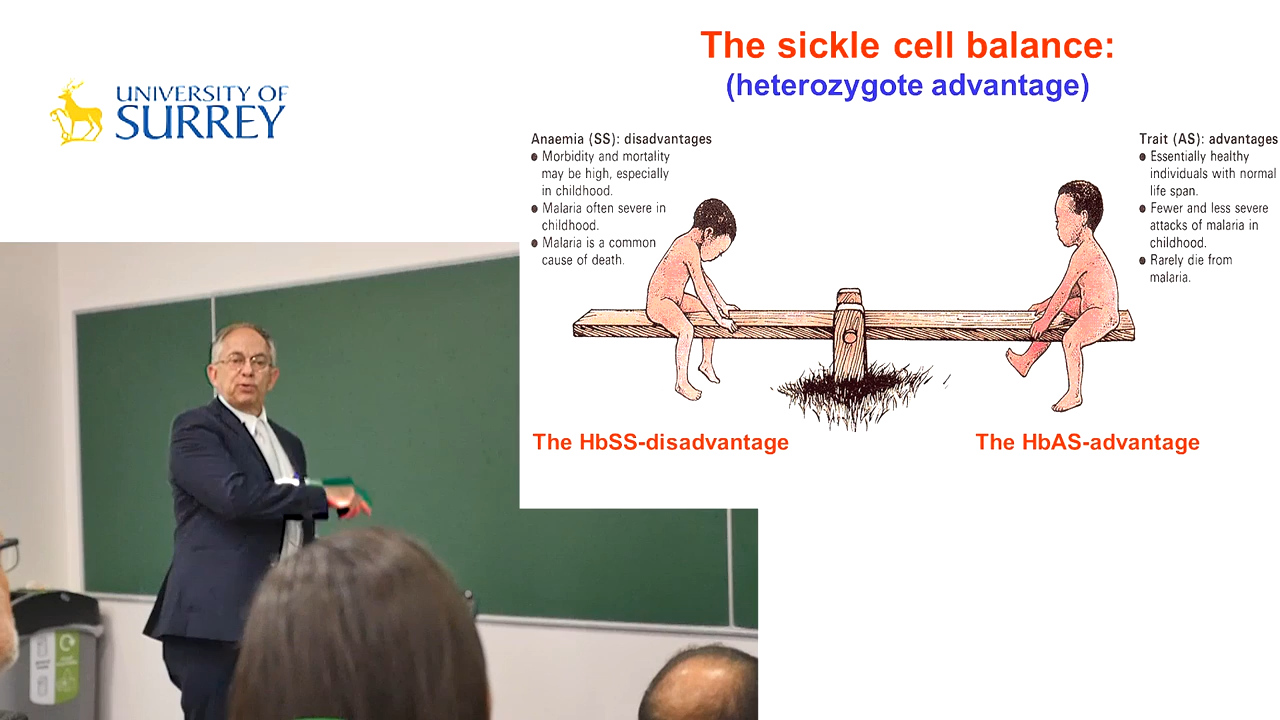 The sickle cell balance:
(heterozygote advantage)
UNIVERSITY OF
SURREY
Anaemia (SS): disadvantages
● Morbidity and mortality
may be high, especially
in childhood.
● Malaria often severe in
childhood.
● Malaria is a common
cause of death.
Trait (AS): advantages
● Essentially healthy
individuals with normal
life span.
● Fewer and less severe
attacks of malaria in
childhood.
● Rarely die from
malaria.
The HbSS-disadvantage
The HbAS-advantage